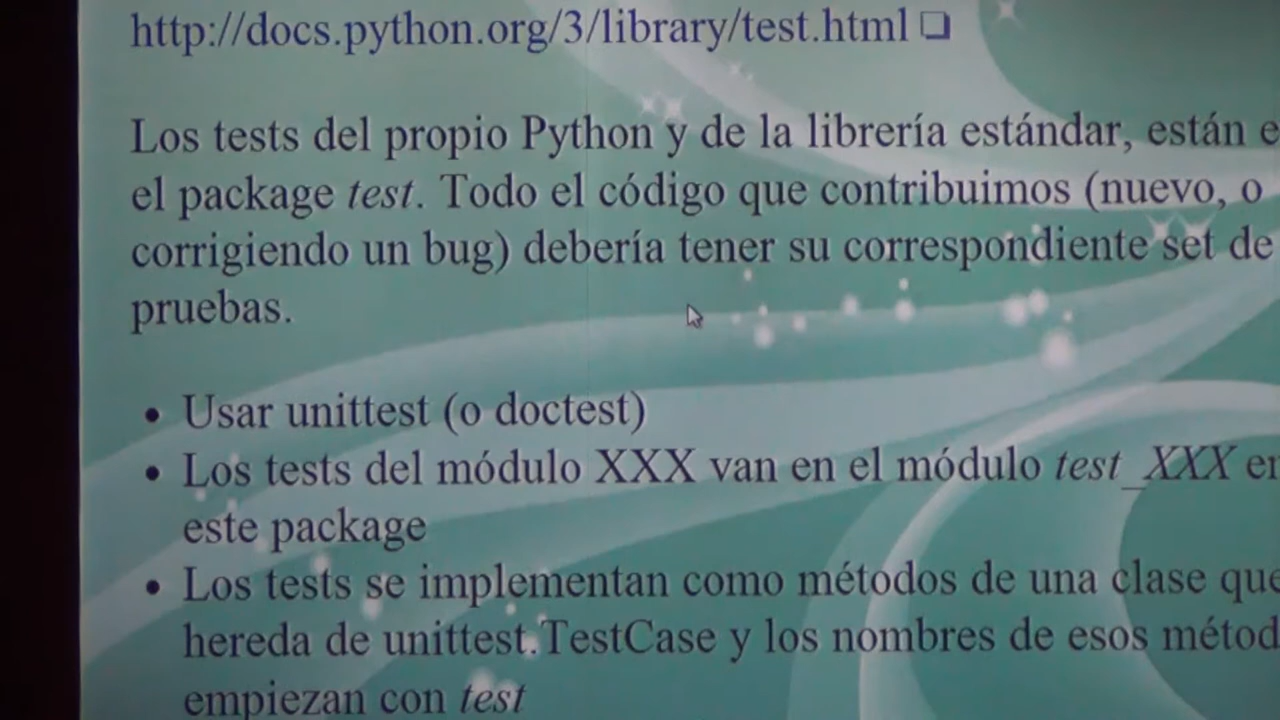 http://docs.python.org/3/library/test.html
Los tests del propio Python y de la librería estándar, están e
el package test. Todo el código que contribuimos (nuevo, o
corrigiendo un bug) debería tener su correspondiente set de
pruebas.
• Usar unittest (o doctest)
• Los tests del módulo XXX van en el módulo test_XXX en
este package
• Los tests se implementan como métodos de una clase que
hereda de unittest.TestCase y los nombres de esos métod
empiezan con test